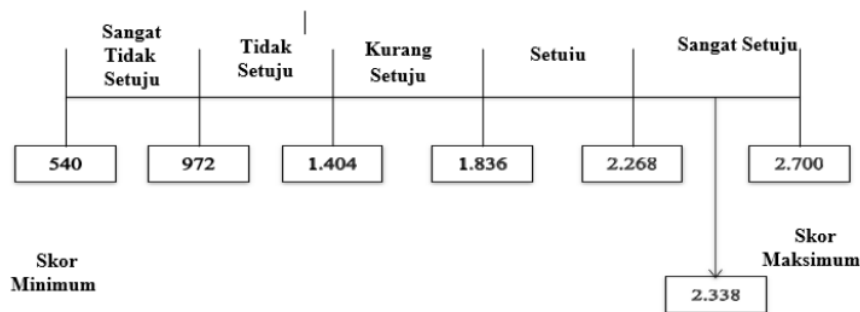 Sangat
Tidak
Setuju
Tidak
Setuju
Kurang
Setuju
Setuiu
Sangat Setuju
540
972
1.404
1.836
2.268
2.700
Skor
Minimum
Skor
Maksimum
2.338